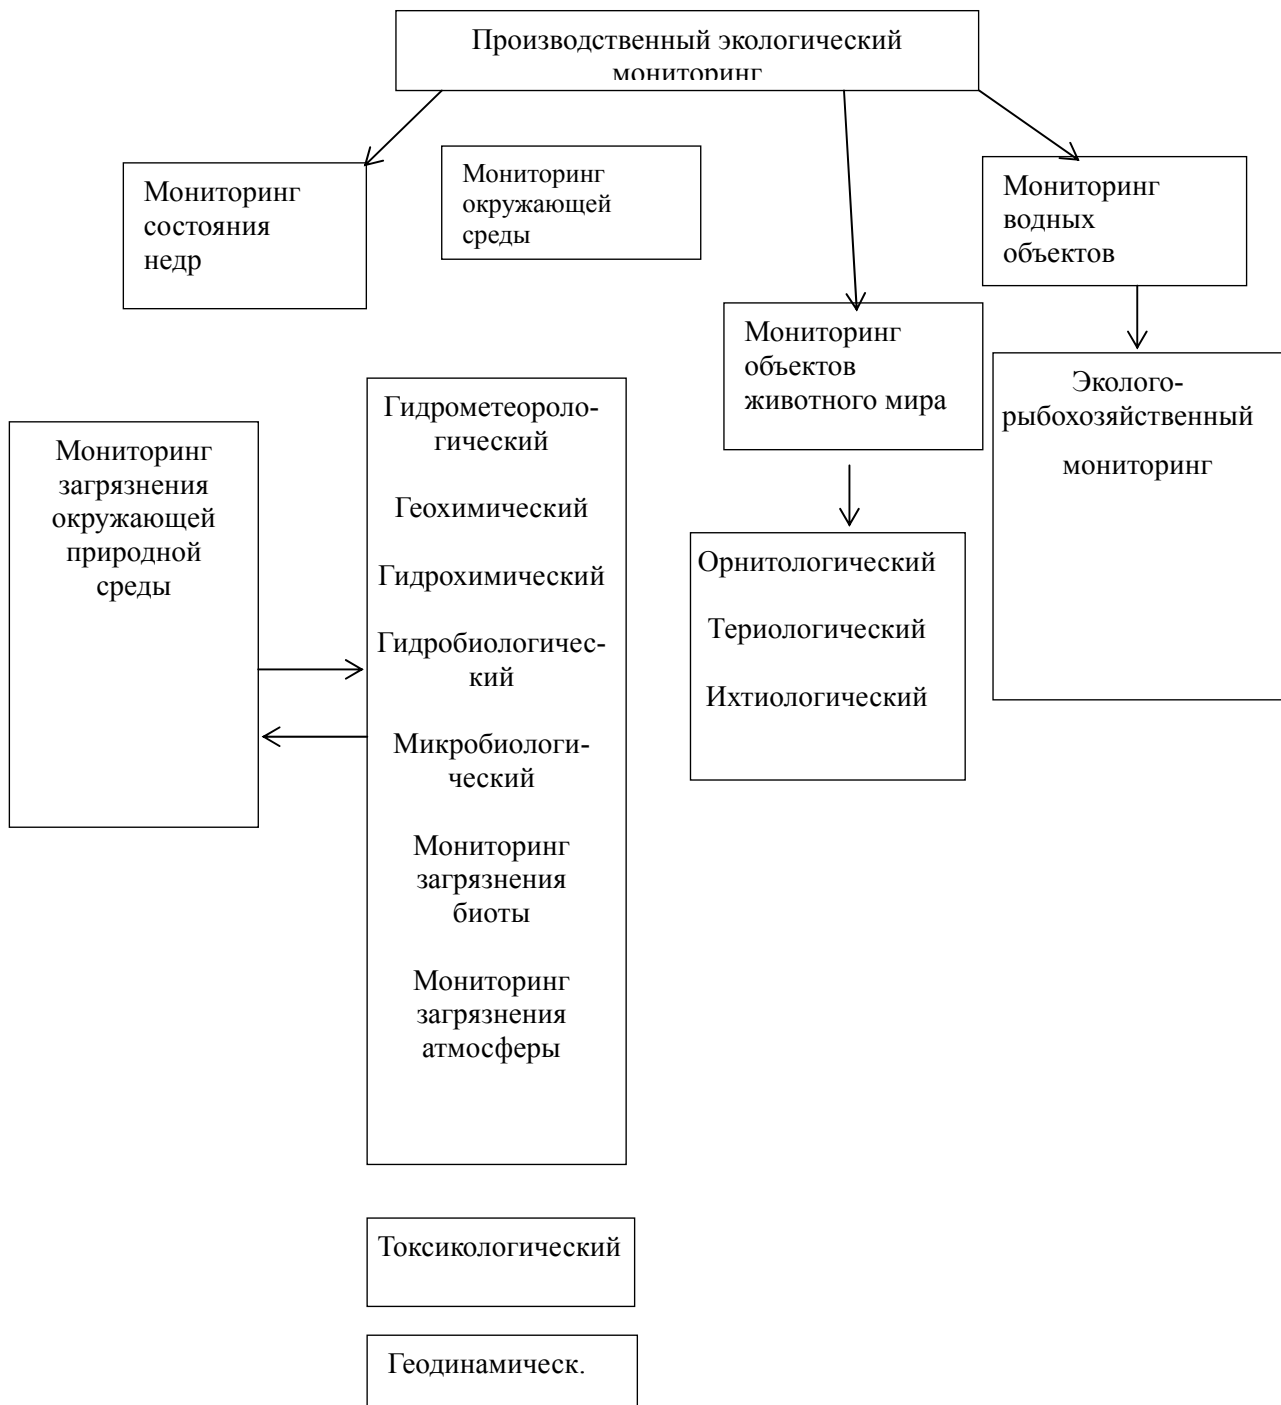 Производственный экологический
мониторинг
Мониторинг
состояния
недр
Мониторинг
окружающей
среды
Мониторинг
водных
объектов
Мониторинг
объектов
животного мира
Эколого-
рыбохозяйственный
мониторинг
Мониторинг
загрязнения
окружающей
природной
среды
Гидрометеороло-
гический
Геохимический
Гидрохимический
Гидробиологичес-
кий
Микробиологи-
ческий
Мониторинг
загрязнения
биоты
Мониторинг
загрязнения
атмосферы
Орнитологический
Териологический
Ихтиологический
Токсикологический
Геодинамическ.